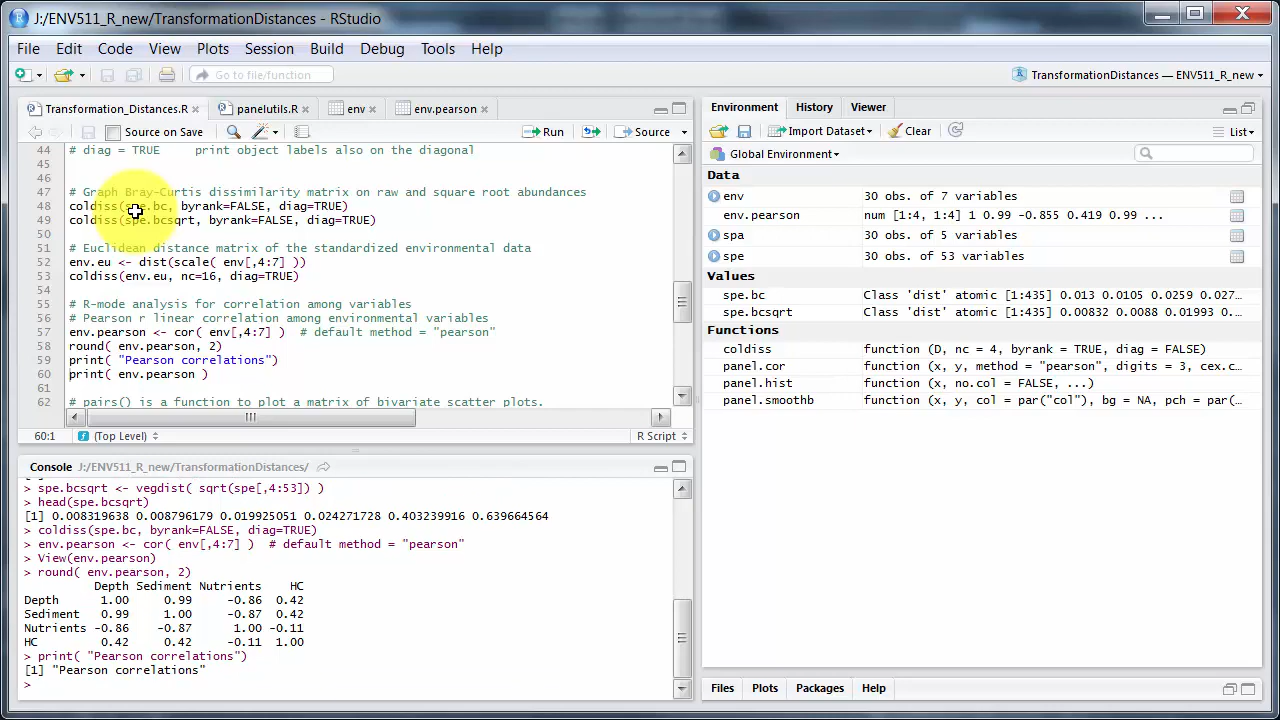 J:/ENV511_R_new/TransformationDistances - RStudio
File Edit Code View Plots Session Build Debug Tools Help
Go to file/function
TransformationDistances — ENV511_R_new
Transformation_Distances.R panelutils.R env env.pearson
Source on Save Run Source
44 # diag = TRUE     print object labels also on the diagonal
45
46
47 # Graph Bray-Curtis dissimilarity matrix on raw and square root abundances
48 coldiss(spe.bc, byrank=FALSE, diag=TRUE)
49 coldiss(spe.bcsqrt, byrank=FALSE, diag=TRUE)
50
51 # Euclidean distance matrix of the standardized environmental data
52 env.eu <- dist(scale( env[,4:7] ))
53 coldiss(env.eu, nc=16, diag=TRUE)
54
55 # R-mode analysis for correlation among variables
56 # Pearson r linear correlation among environmental variables
57 env.pearson <- cor( env[,4:7] )  # default method = "pearson"
58 round( env.pearson, 2)
59 print( "Pearson correlations")
60 print( env.pearson )
61
62 # pairs() is a function to plot a matrix of bivariate scatter plots.
60:1 (Top Level) R Script
Console J:/ENV511_R_new/TransformationDistances/
> spe.bcsqrt <- vegdist( sqrt(spe[,4:53]) )
> head(spe.bcsqrt)
[1] 0.008319638 0.008796179 0.019925051 0.024271728 0.403239916 0.639664564
> coldiss(spe.bc, byrank=FALSE, diag=TRUE)
> env.pearson <- cor( env[,4:7] )  # default method = "pearson"
> View(env.pearson)
> round( env.pearson, 2)
Depth Sediment Nutrients HC
Depth 1.00 0.99 -0.86 0.42
Sediment 0.99 1.00 -0.87 0.42
Nutrients -0.86 -0.87 1.00 -0.11
HC 0.42 0.42 -0.11 1.00
> print( "Pearson correlations")
[1] "Pearson correlations"
>
Environment History Viewer
Import Dataset Clear List
Global Environment
Data
env 30 obs. of 7 variables
env.pearson num [1:4, 1:4] 1 0.99 -0.855 0.419 0.99 ...
spa 30 obs. of 5 variables
spe 30 obs. of 53 variables
Values
spe.bc Class 'dist' atomic [1:435] 0.013 0.0105 0.0259 0.027…
spe.bcsqrt Class 'dist' atomic [1:435] 0.00832 0.0088 0.01993 0.…
Functions
coldiss function (D, nc = 4, byrank = TRUE, diag = FALSE)
panel.cor function (x, y, method = "pearson", digits = 3, cex.c…
panel.hist function (x, no.col = FALSE, ...)
panel.smoothb function (x, y, col = par("col"), bg = NA, pch = par(…
Files Plots Packages Help